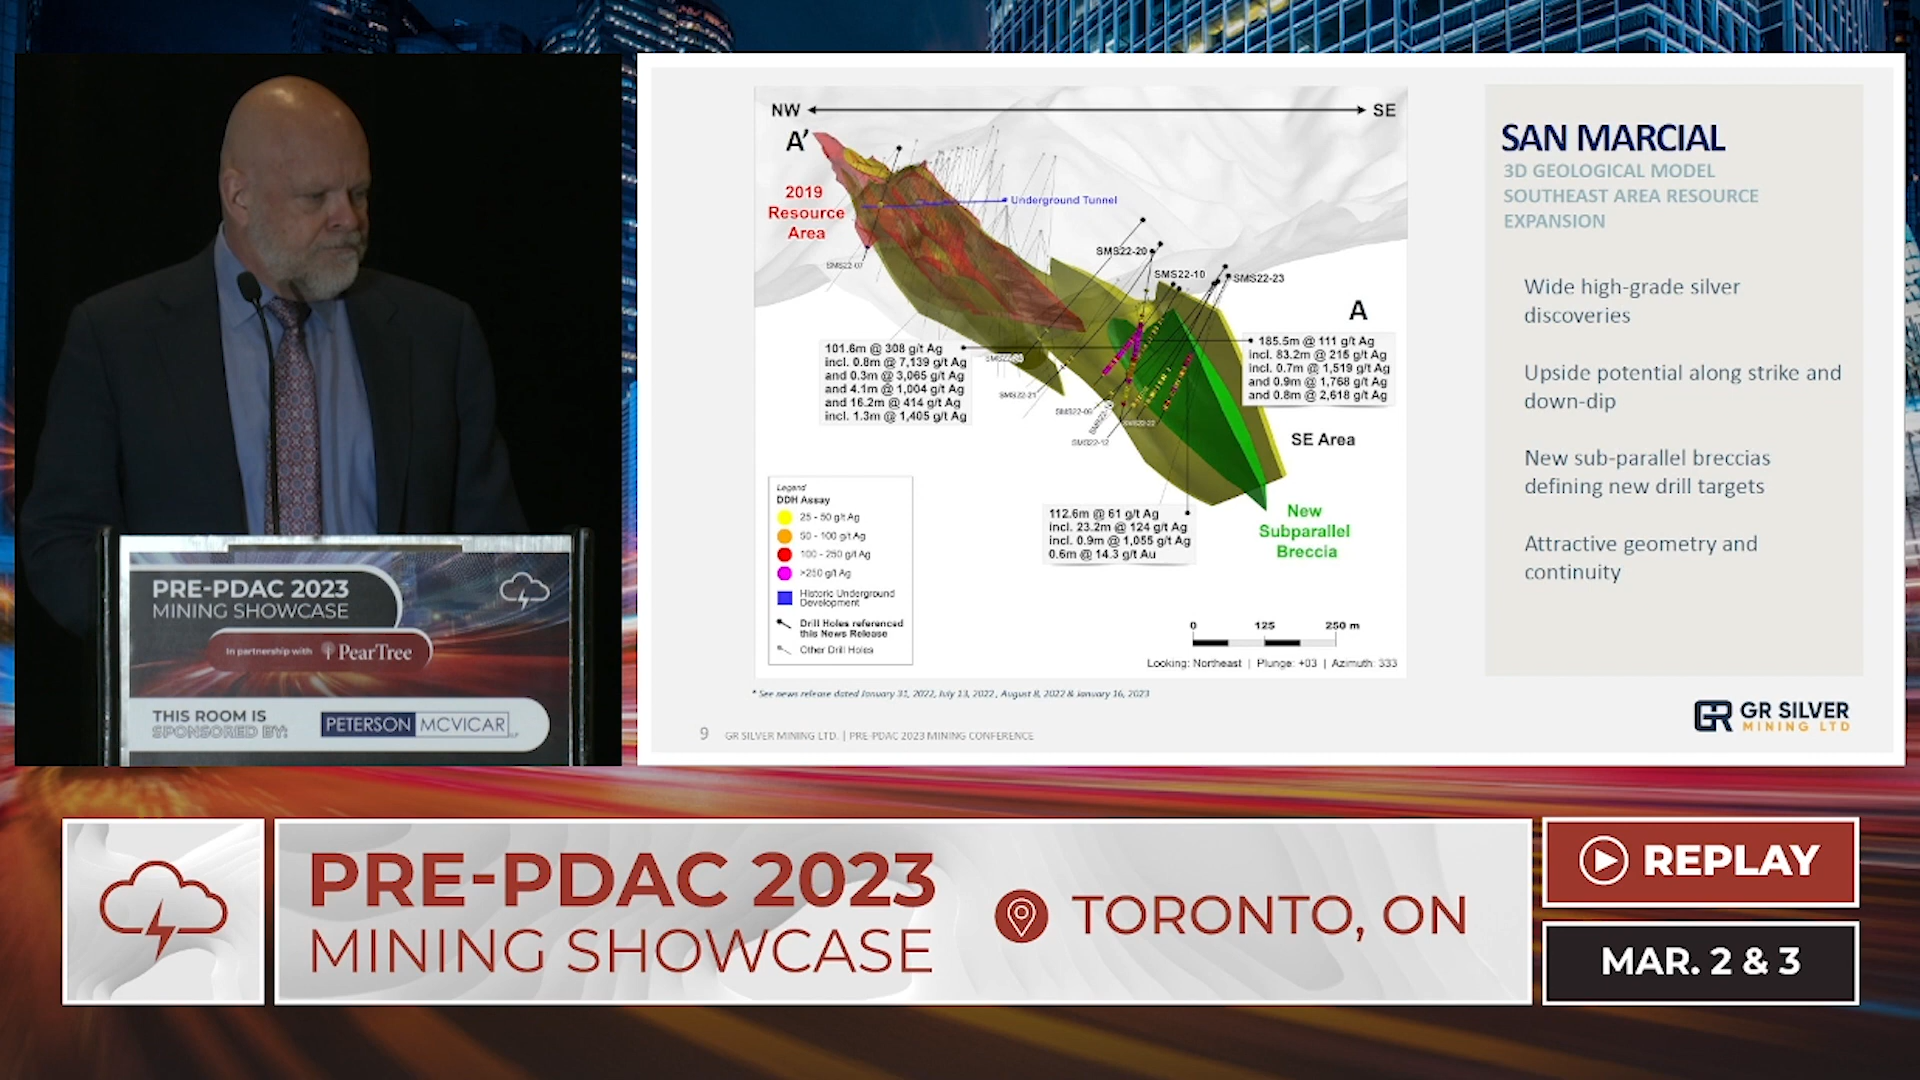 PRE-PDAC 2023
MINING SHOWCASE
In partnership with PearTree
THIS ROOM IS
SPONSORED BY:
PETERSON MCVICAR LLP
NW
SE
A'
2019
Resource
Area
Underground Tunnel
SMS22-07
SMS22-20
SMS22-10
SMS22-23
A
101.6m @ 308 g/t Ag
incl. 0.8m @ 7,139 g/t Ag
and 0.3m @ 3,065 g/t Ag
and 4.1m @ 1,004 g/t Ag
and 16.2m @ 414 g/t Ag
incl. 1.3m @ 1,405 g/t Ag
185.5m @ 111 g/t Ag
incl. 83.2m @ 215 g/t Ag
incl. 0.7m @ 1,519 g/t Ag
and 0.9m @ 1,768 g/t Ag
and 0.8m @ 2,618 g/t Ag
SMS22-21
SMS22-09
SMS22-12
SMS22-22
SE Area
112.6m @ 61 g/t Ag
incl. 23.2m @ 124 g/t Ag
incl. 0.9m @ 1,055 g/t Ag
0.6m @ 14.3 g/t Au
New
Subparallel
Breccia
Legend
DDH Assay
25 - 50 g/t Ag
50 - 100 g/t Ag
100 - 250 g/t Ag
>250 g/t Ag
Historic Underground
Development
Drill Holes referenced
this News Release
Other Drill Holes
0 125 250 m
Looking: Northeast | Plunge: +03 | Azimuth: 333
* See news release dated January 31, 2022, July 13, 2022, August 8, 2022 & January 16, 2023
9 GR SILVER MINING LTD. | PRE-PDAC 2023 MINING CONFERENCE
SAN MARCIAL
3D GEOLOGICAL MODEL
SOUTHEAST AREA RESOURCE
EXPANSION
Wide high-grade silver
discoveries
Upside potential along strike and
down-dip
New sub-parallel breccias
defining new drill targets
Attractive geometry and
continuity
GR SILVER
MINING LTD
PRE-PDAC 2023
MINING SHOWCASE
TORONTO, ON
REPLAY
MAR. 2 & 3